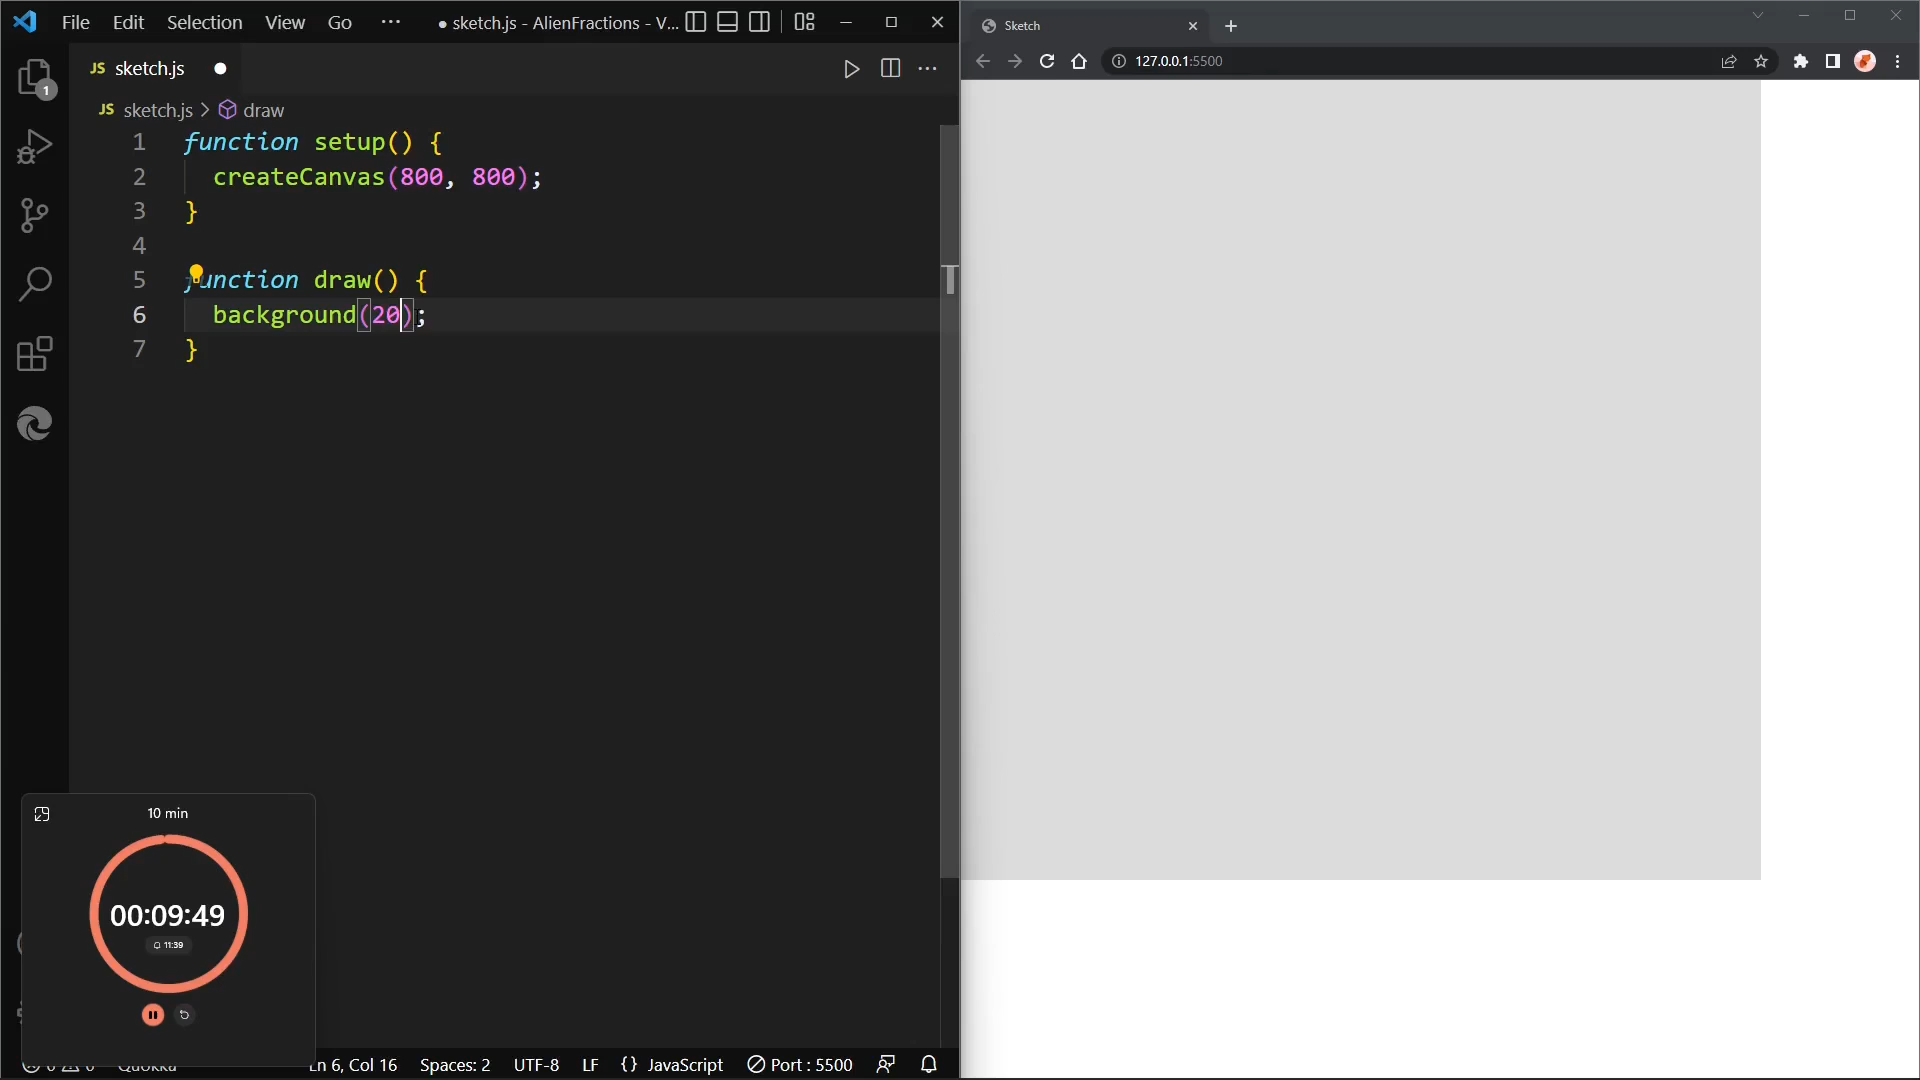 File Edit Selection View Go ··· ● sketch.js - AlienFractions - V...
JS sketch.js ●
JS sketch.js > draw
1 function setup() {
2 createCanvas(800, 800);
3 }
4
5 function draw() {
6 background(20);
7 }
10 min
00:09:49
11:39
Ln 6, Col 16 Spaces: 2 UTF-8 LF {} JavaScript Port : 5500
1
Sketch
127.0.0.1:5500